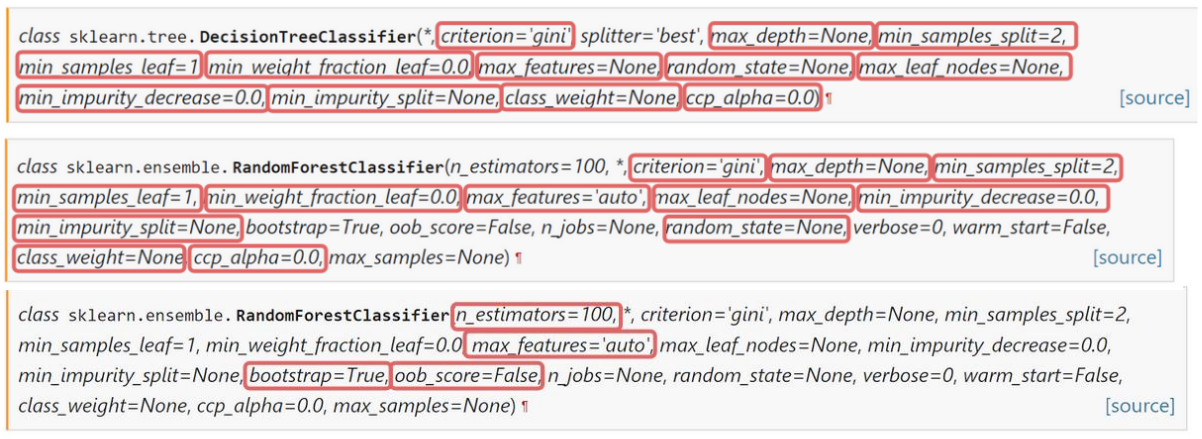 class sklearn.tree.DecisionTreeClassifier(*, criterion='gini', splitter='best', max_depth=None, min_samples_split=2,
min_samples_leaf=1, min_weight_fraction_leaf=0.0, max_features=None, random_state=None, max_leaf_nodes=None,
min_impurity_decrease=0.0, min_impurity_split=None, class_weight=None, ccp_alpha=0.0) ¶ [source]
class sklearn.ensemble.RandomForestClassifier(n_estimators=100, *, criterion='gini', max_depth=None, min_samples_split=2,
min_samples_leaf=1, min_weight_fraction_leaf=0.0, max_features='auto', max_leaf_nodes=None, min_impurity_decrease=0.0,
min_impurity_split=None, bootstrap=True, oob_score=False, n_jobs=None, random_state=None, verbose=0, warm_start=False,
class_weight=None, ccp_alpha=0.0, max_samples=None) ¶ [source]
class sklearn.ensemble.RandomForestClassifier(n_estimators=100, *, criterion='gini', max_depth=None, min_samples_split=2,
min_samples_leaf=1, min_weight_fraction_leaf=0.0, max_features='auto', max_leaf_nodes=None, min_impurity_decrease=0.0,
min_impurity_split=None, bootstrap=True, oob_score=False, n_jobs=None, random_state=None, verbose=0, warm_start=False,
class_weight=None, ccp_alpha=0.0, max_samples=None) ¶ [source]